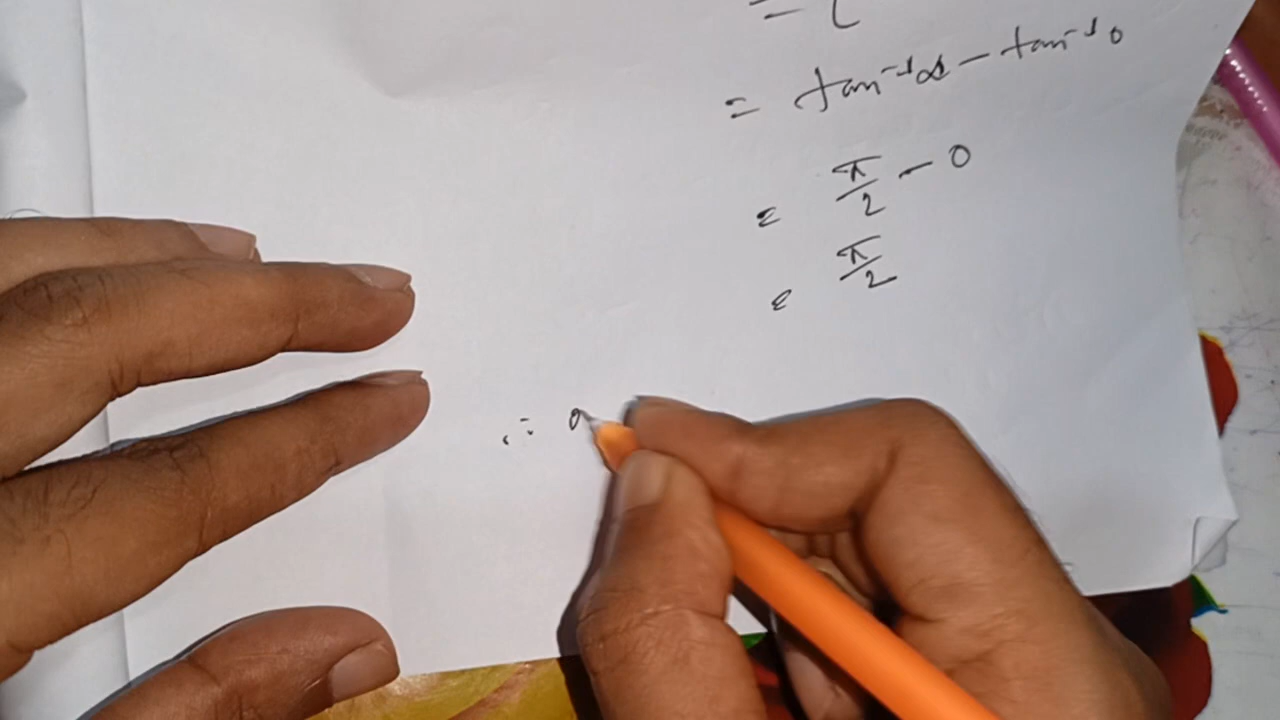 = tan⁻¹∞ − tan⁻¹0
= π/2 − 0
= π/2
∴ a